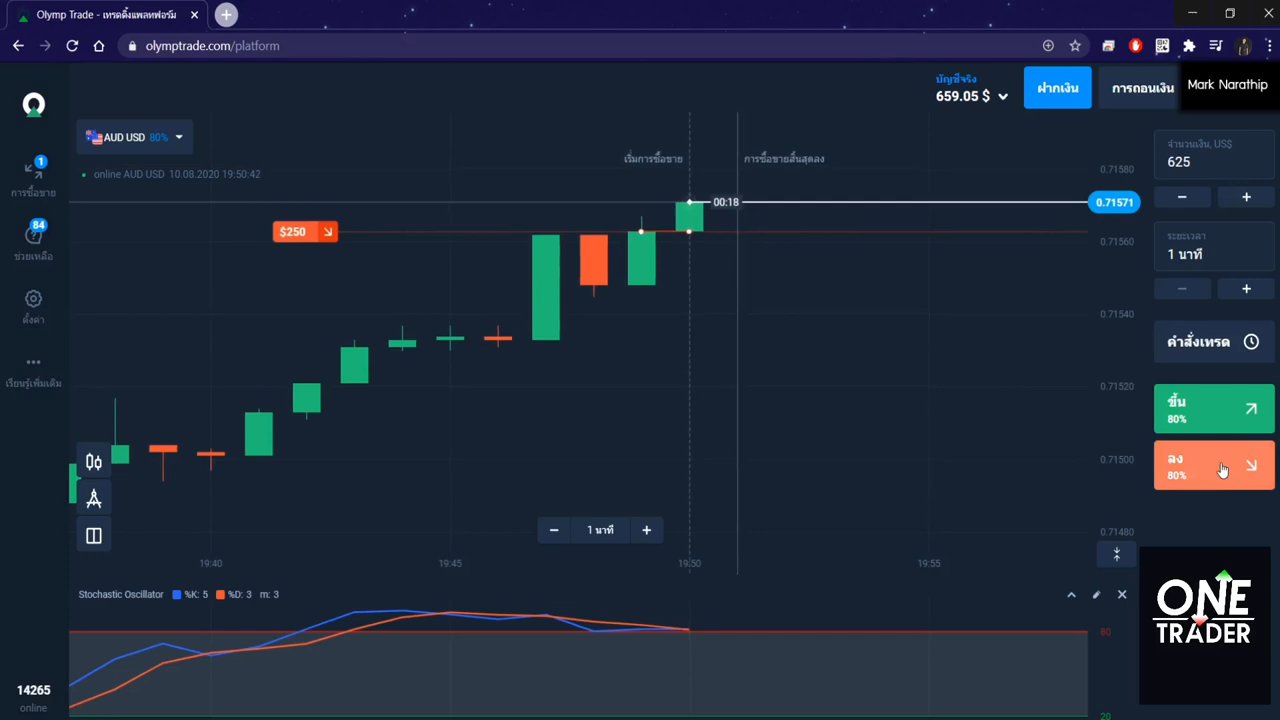 Olymp Trade - เทรดดิ้งแพลทฟอร์ม
olymptrade.com/platform
บัญชีจริง
659.05 $
ฝากเงิน
การถอนเงิน
Mark Narathip
AUD USD 80%
online AUD USD 10.08.2020 19:50:42
เริ่มการซื้อขาย
การซื้อขายสิ้นสุดลง
จำนวนเงิน, US$
625
0.71580
1
การซื้อขาย
00:18
0.71571
$250
84
ช่วยเหลือ
0.71560
ระยะเวลา
1 นาที
0.71540
ตั้งค่า
คำสั่งเทรด
เรียนรู้เพิ่มเติม
0.71520
ขึ้น
80%
0.71500
ลง
80%
0.71480
1 นาที
19:40
19:45
19:50
19:55
Stochastic Oscillator %K: 5 %D: 3 m: 3
80
ONE
TRADER
14265
online
20